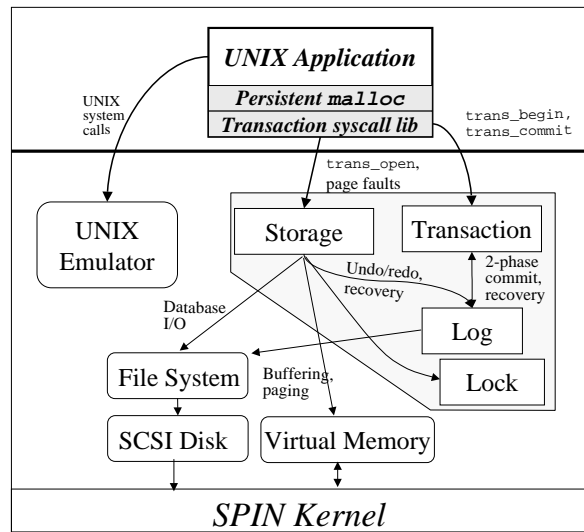 UNIX Application
Persistent malloc
Transaction syscall lib
UNIX
system
calls
trans_begin,
trans_commit
trans_open,
page faults
UNIX
Emulator
Storage
Transaction
Undo/redo,
recovery
2-phase
commit,
recovery
Database
I/O
Log
File System
Buffering,
paging
Lock
SCSI Disk
Virtual Memory
SPIN Kernel